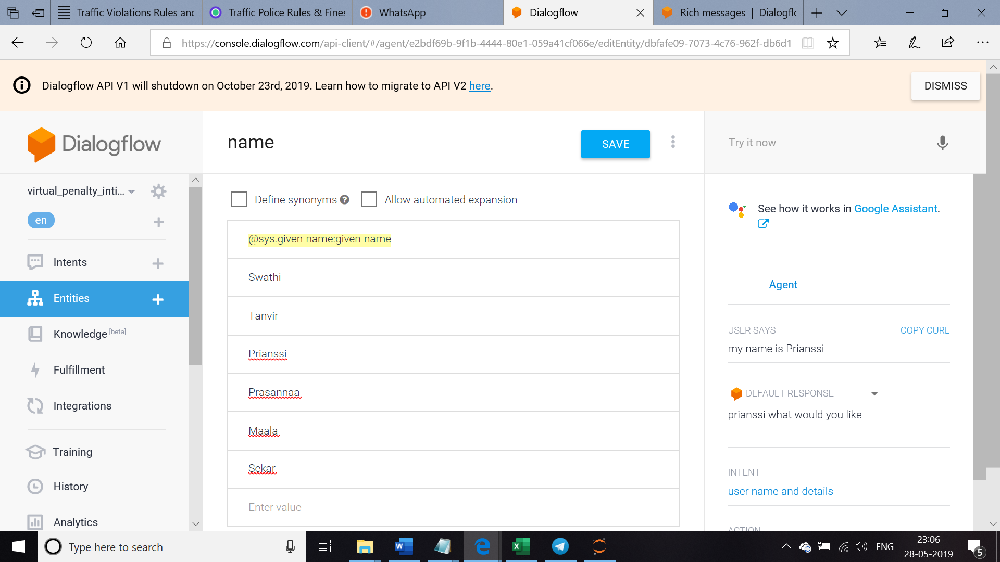 Traffic Violations Rules and
Traffic Police Rules & Fines
WhatsApp
Dialogflow
Rich messages | Dialogflo
https://console.dialogflow.com/api-client/#/agent/e2bdf69b-9f1b-4444-80e1-059a41cf066e/editEntity/dbfafe09-7073-4c76-962f-db6d1
Dialogflow API V1 will shutdown on October 23rd, 2019. Learn how to migrate to API V2 here.
DISMISS
Dialogflow
name
SAVE
Try it now
virtual_penalty_inti...
en
Intents
Entities
Knowledge [beta]
Fulfillment
Integrations
Training
History
Analytics
Define synonyms
Allow automated expansion
@sys.given-name:given-name
Swathi
Tanvir
Prianssi
Prasannaa
Maala
Sekar
Enter value
See how it works in Google Assistant.
Agent
USER SAYS
COPY CURL
my name is Prianssi
DEFAULT RESPONSE
prianssi what would you like
INTENT
user name and details
ACTION
Type here to search
ENG
23:06
28-05-2019
5